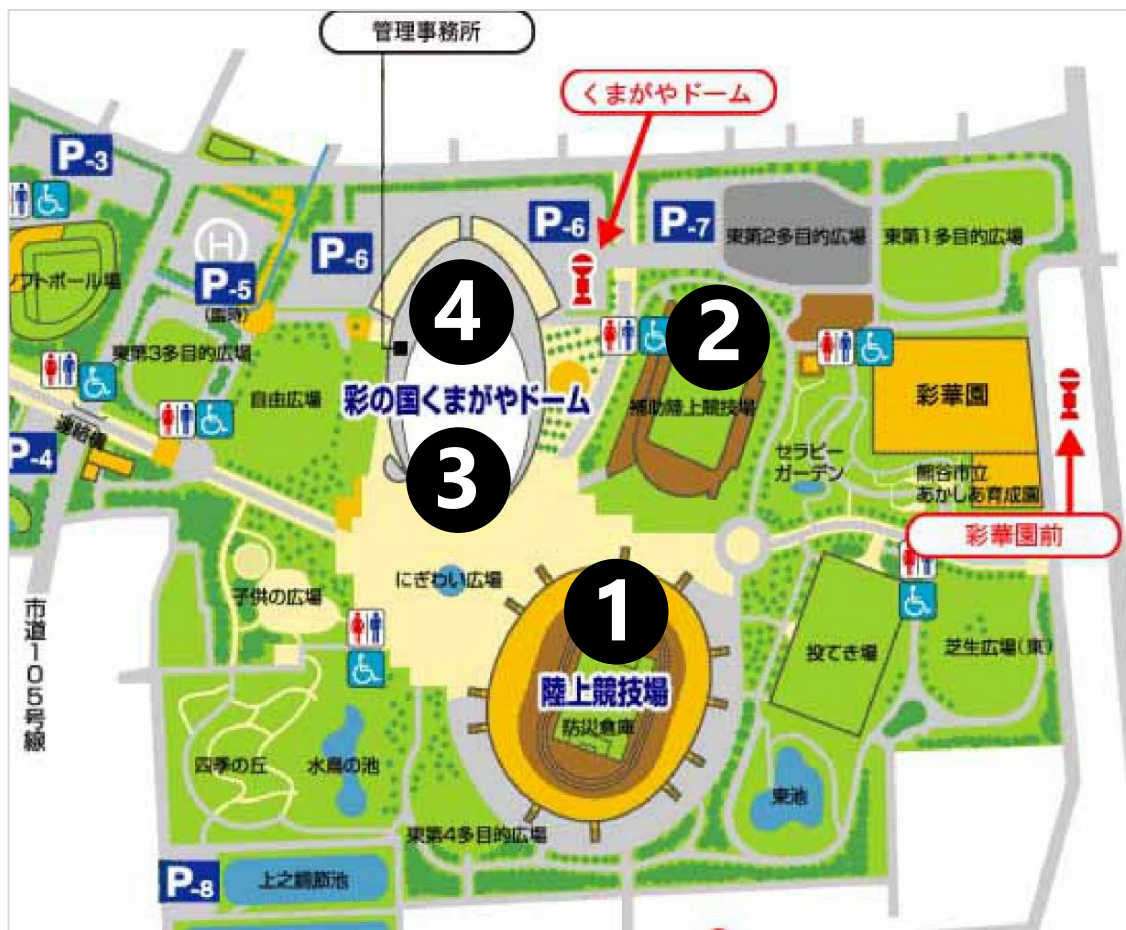 管理事務所
くまがやドーム
P-3
P-6
P-6
P-7
東第2多目的広場
東第1多目的広場
H
P-5
(臨時)
ソフトボール場
4
2
東第3多目的広場
自由広場
彩の国くまがやドーム
補助陸上競技場
彩華園
連絡橋
P-4
3
セラピー
ガーデン
熊谷市立
あかしあ育成園
彩華園前
にぎわい広場
子供の広場
1
市道105号線
投てき場
芝生広場(東)
陸上競技場
防災倉庫
四季の丘
水鳥の池
東池
東第4多目的広場
P-8
上之調節池